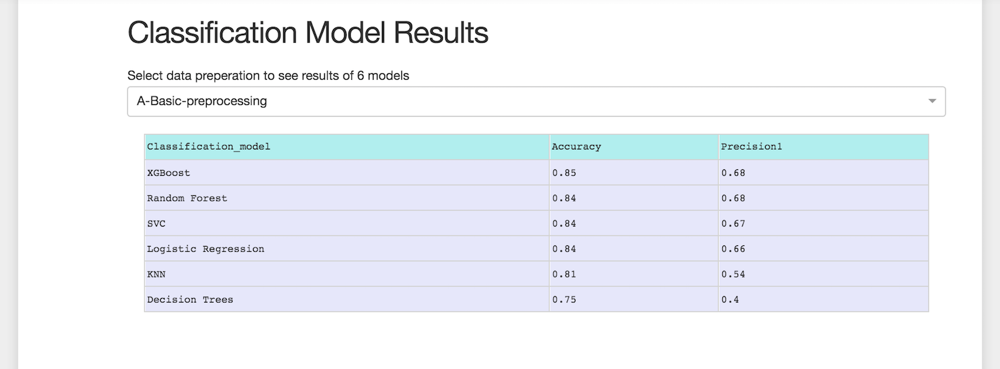 Classification Model Results
Select data preperation to see results of 6 models
A-Basic-preprocessing
Classification_model Accuracy Precision1
XGBoost 0.85 0.68
Random Forest 0.84 0.68
SVC 0.84 0.67
Logistic Regression 0.84 0.66
KNN 0.81 0.54
Decision Trees 0.75 0.4